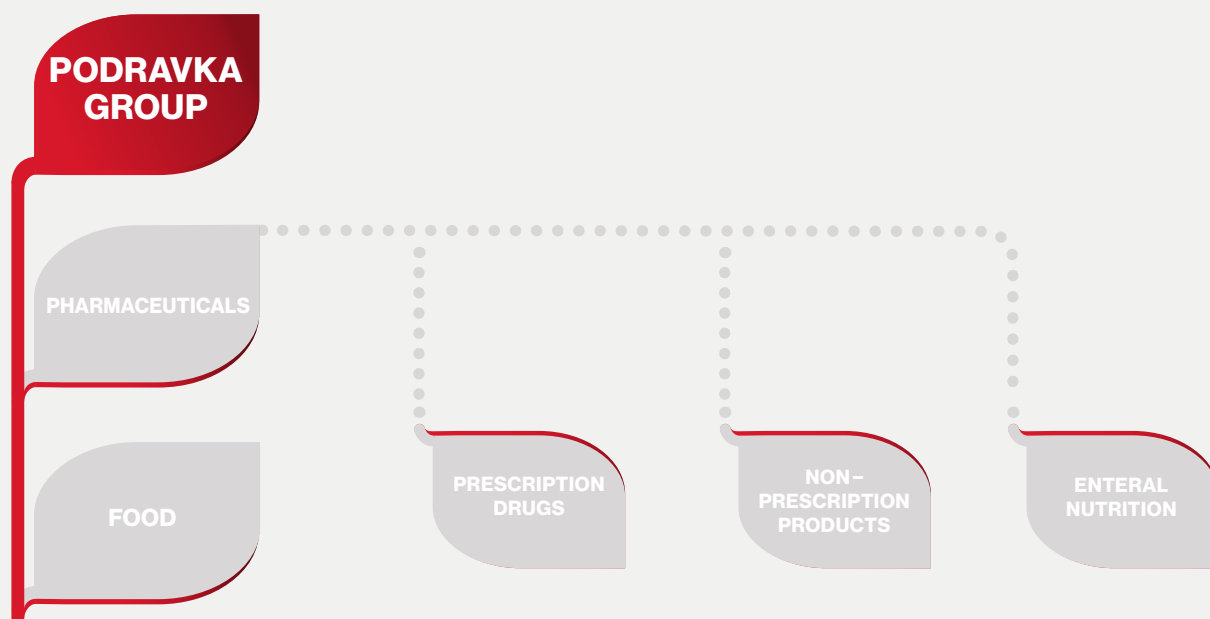 PODRAVKA
GROUP
PHARMACEUTICALS
FOOD
PRESCRIPTION
DRUGS
NON–
PRESCRIPTION
PRODUCTS
ENTERAL
NUTRITION